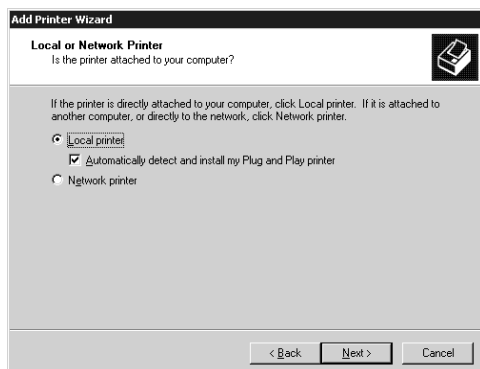 Add Printer Wizard
Local or Network Printer
Is the printer attached to your computer?
If the printer is directly attached to your computer, click Local printer. If it is attached to
another computer, or directly to the network, click Network printer.
Local printer
Automatically detect and install my Plug and Play printer
Network printer
< Back Next > Cancel